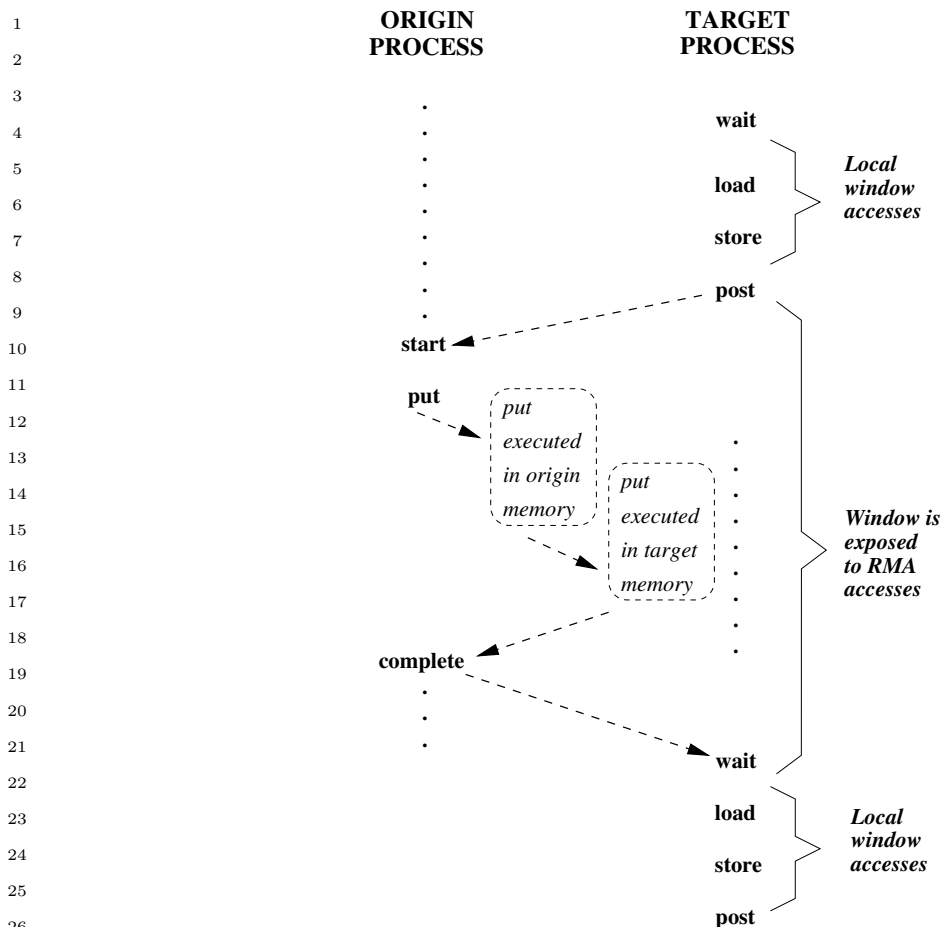 1
ORIGIN PROCESS
TARGET PROCESS
2
3
wait
4
5
load
Local window accesses
6
7
store
8
post
9
10
start
11
put
12
put executed in origin memory
13
14
put executed in target memory
15
Window is exposed to RMA accesses
16
17
18
complete
19
20
21
wait
22
23
load
Local window accesses
24
store
25
post
26